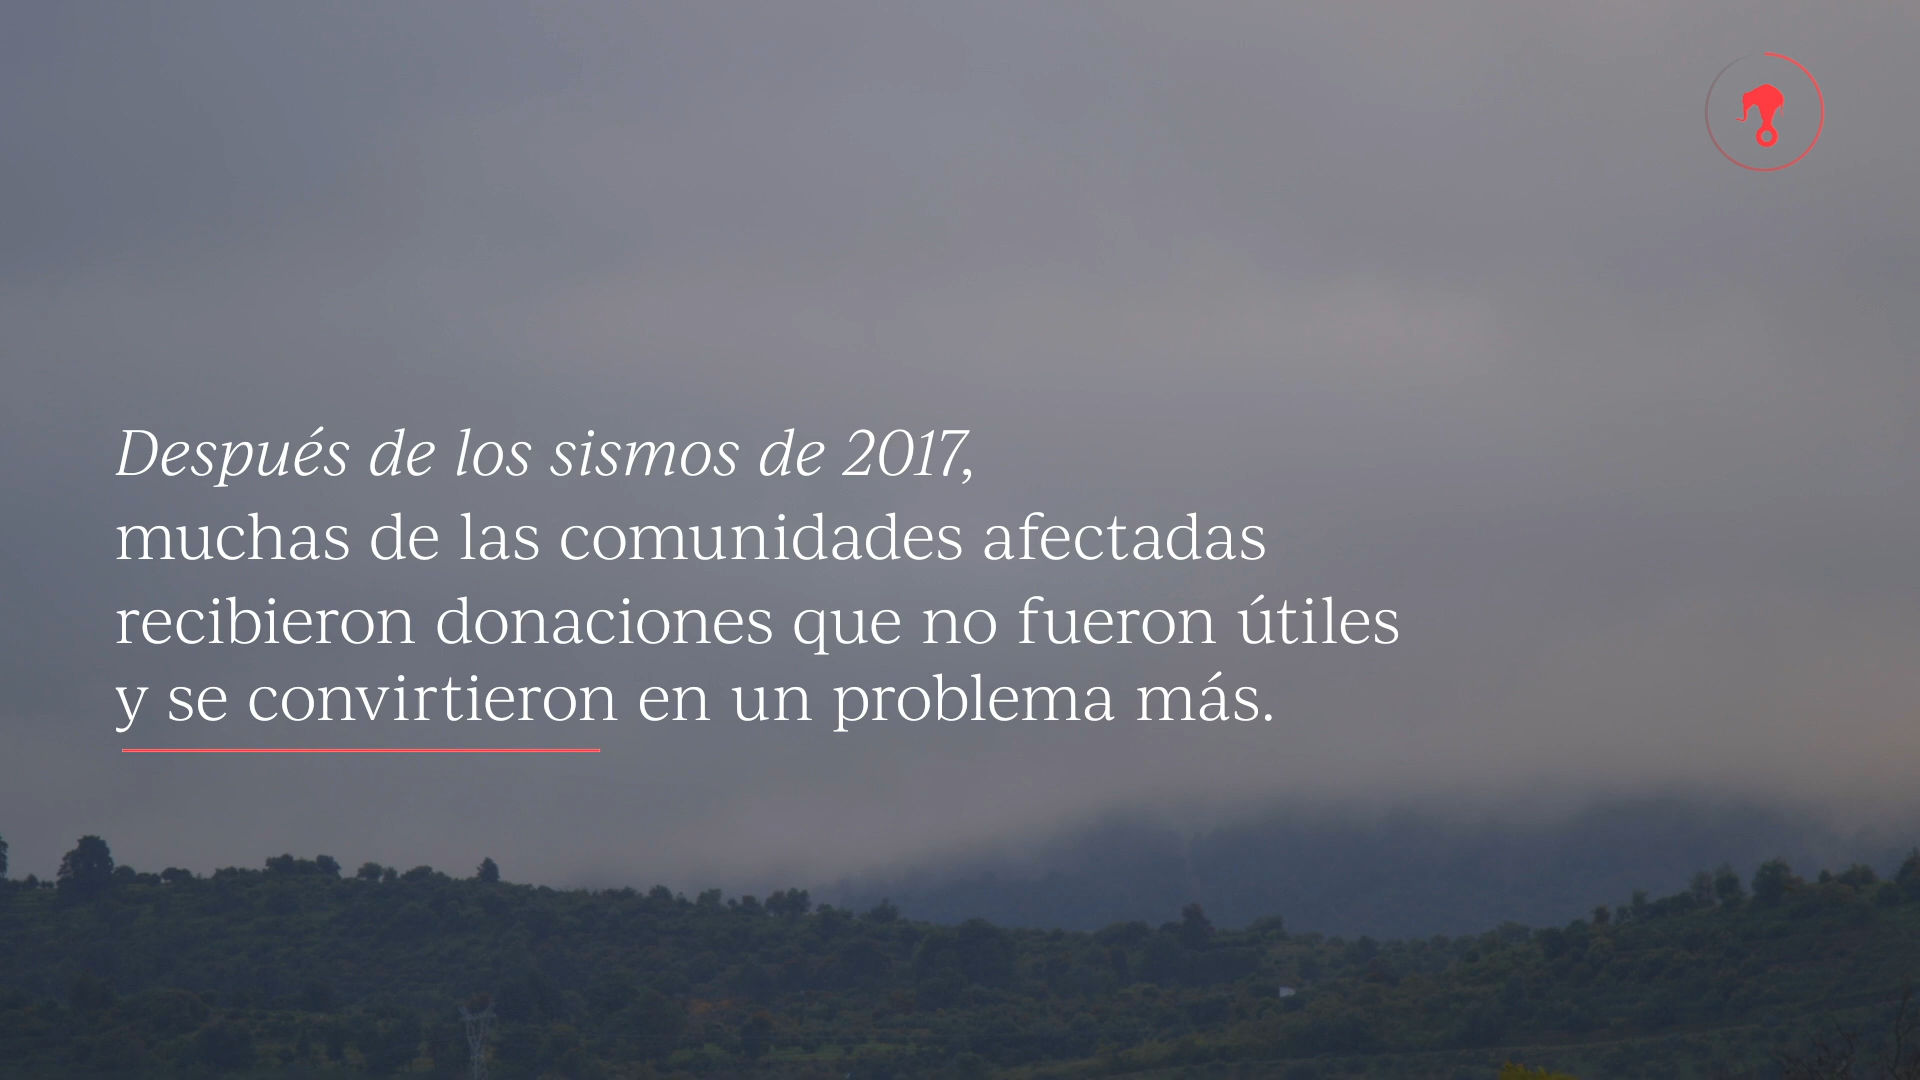 Después de los sismos de 2017,
muchas de las comunidades afectadas
recibieron donaciones que no fueron útiles
y se convirtieron en un problema más.